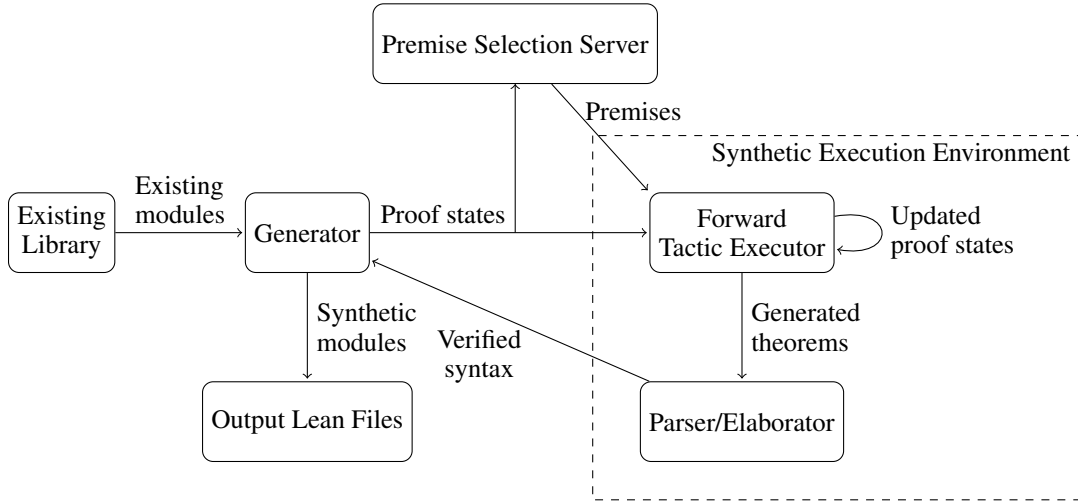 Premise Selection Server
Premises
Synthetic Execution Environment
Existing
Library
Existing
modules
Generator
Proof states
Forward
Tactic Executor
Updated
proof states
Synthetic
modules
Verified
syntax
Generated
theorems
Output Lean Files
Parser/Elaborator